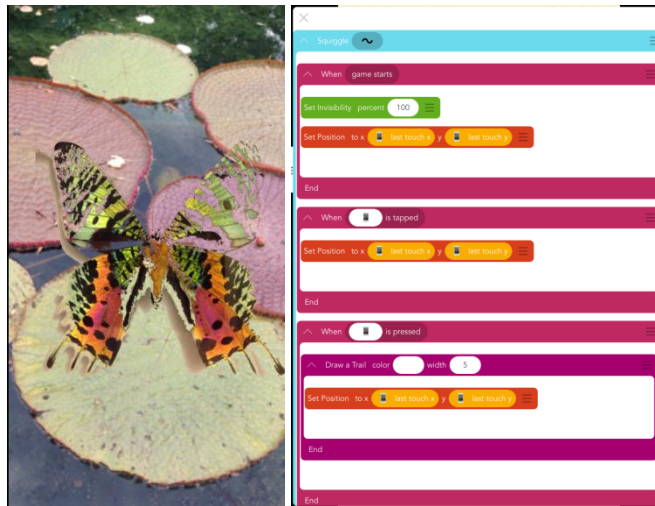 Squiggle
When game starts
Set Invisibility percent 100
Set Position to x last touch x y last touch y
End
When is tapped
Set Position to x last touch x y last touch y
End
When is pressed
Draw a Trail color width 5
Set Position to x last touch x y last touch y
End
End